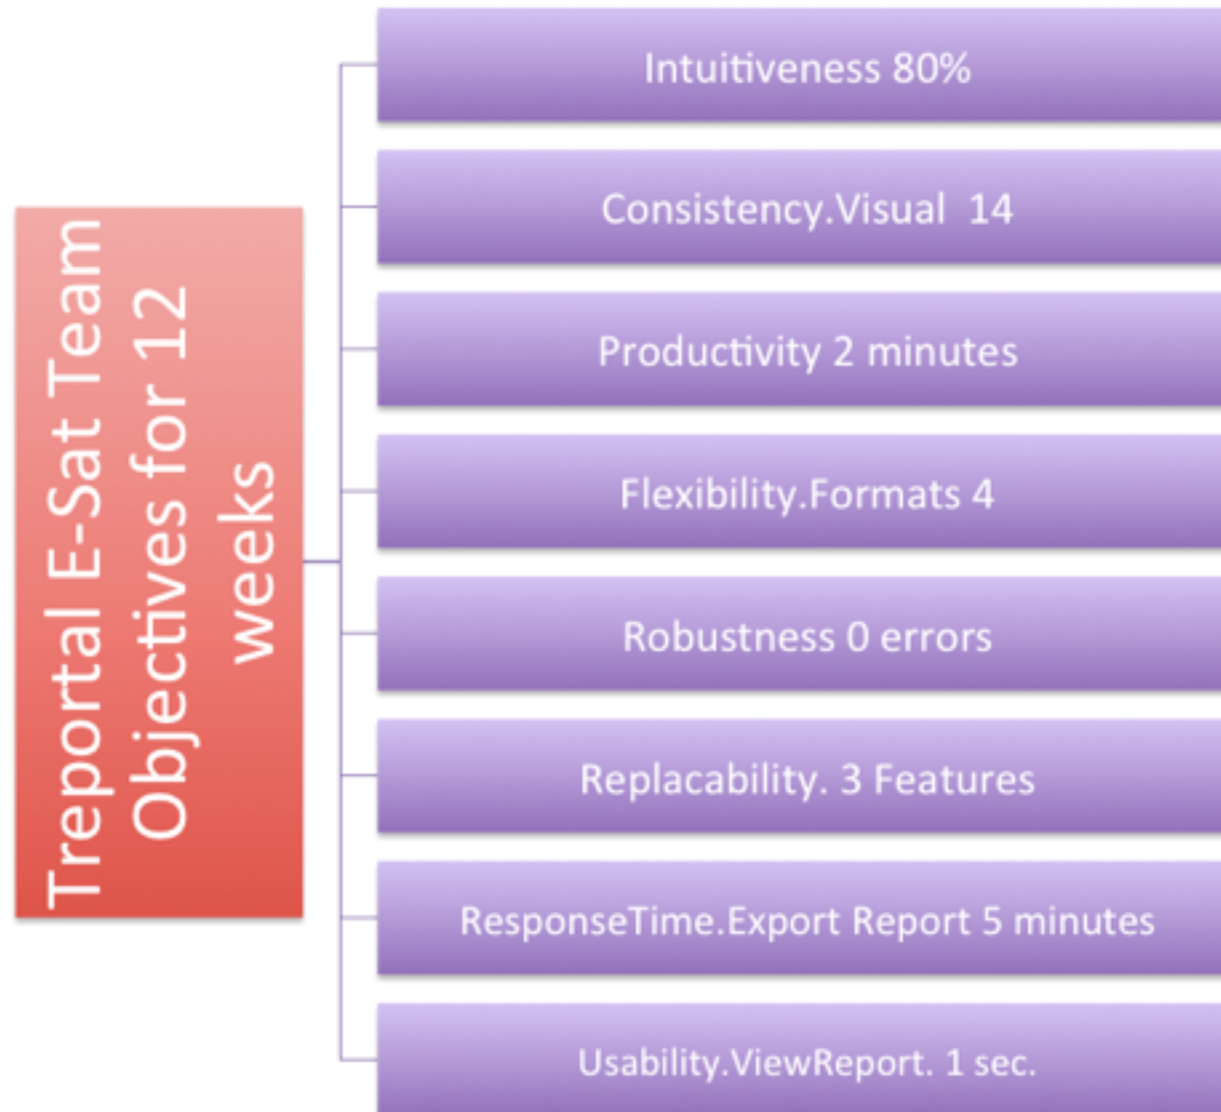 Treportal E-Sat Team
Objectives for 12
weeks
Intuitiveness 80%
Consistency.Visual  14
Productivity 2 minutes
Flexibility.Formats 4
Robustness 0 errors
Replacability. 3 Features
ResponseTime.Export Report 5 minutes
Usability.ViewReport. 1 sec.